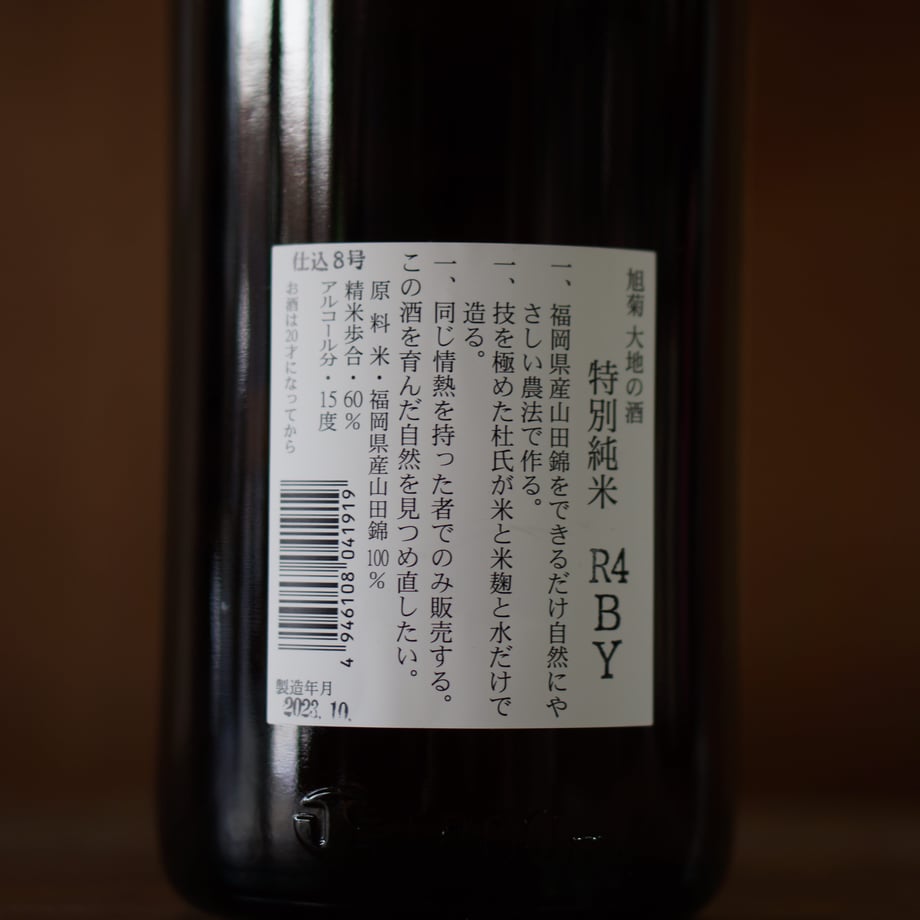 旭菊 大地の酒
特別純米 R4BY
一、福岡県産山田錦をできるだけ自然にや
さしい農法で作る。
一、技を極めた杜氏が米と米麹と水だけで
造る。
一、同じ情熱を持った者でのみ販売する。
この酒を育んだ自然を見つめ直したい。
原料米・福岡県産山田錦100%
精米歩合・60%
アルコール分・15度
仕込8号
お酒は20才になってから
4 946108 041919
製造年月
2023.10.